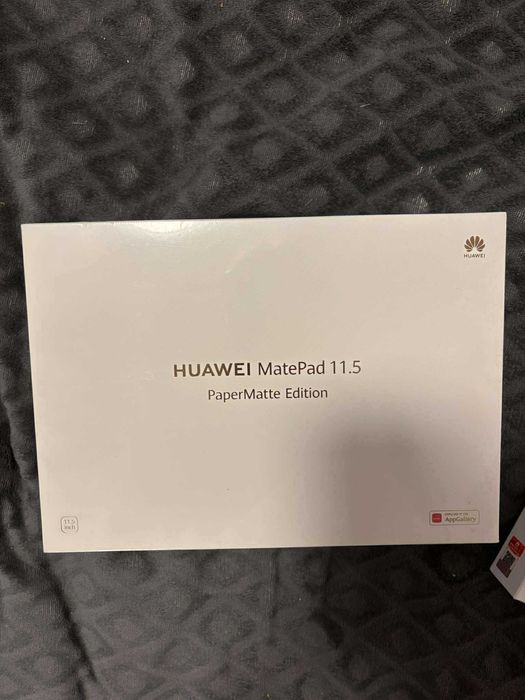 HUAWEI
HUAWEI MatePad 11.5
PaperMatte Edition
11.5
inch
AppGallery